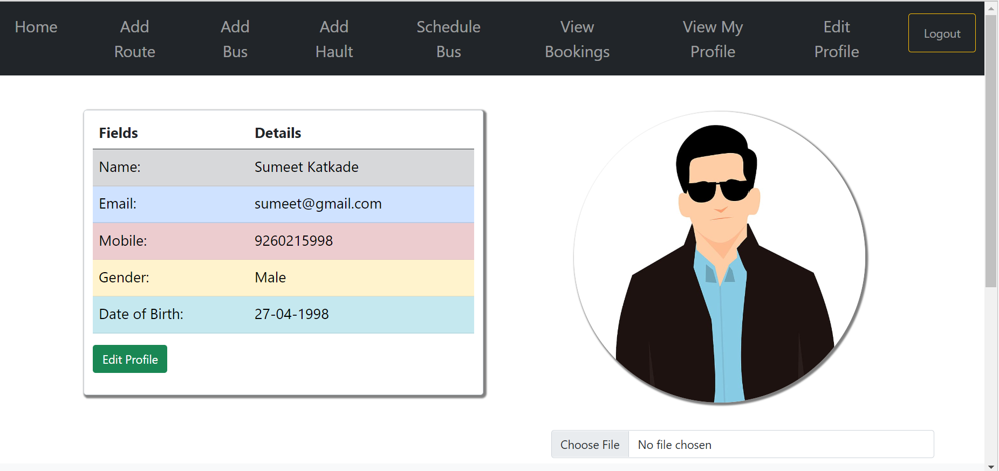 Home Add Add Add Schedule View View My Edit Logout
Route Bus Hault Bus Bookings Profile Profile
Fields Details
Name: Sumeet Katkade
Email: sumeet@gmail.com
Mobile: 9260215998
Gender: Male
Date of Birth: 27-04-1998
Edit Profile
Choose File No file chosen